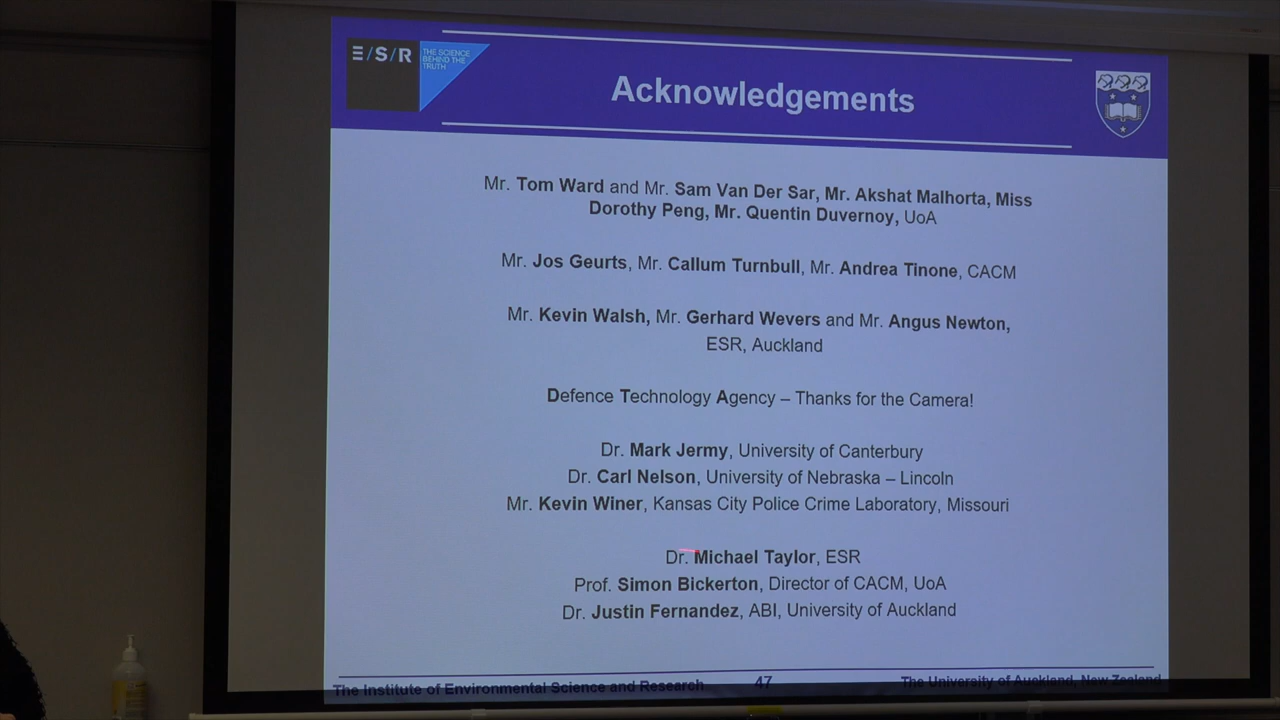 E/S/R
THE SCIENCE
BEHIND THE
TRUTH
Acknowledgements
Mr. Tom Ward and Mr. Sam Van Der Sar, Mr. Akshat Malhorta, Miss
Dorothy Peng, Mr. Quentin Duvernoy, UoA
Mr. Jos Geurts, Mr. Callum Turnbull, Mr. Andrea Tinone, CACM
Mr. Kevin Walsh, Mr. Gerhard Wevers and Mr. Angus Newton,
ESR, Auckland
Defence Technology Agency – Thanks for the Camera!
Dr. Mark Jermy, University of Canterbury
Dr. Carl Nelson, University of Nebraska – Lincoln
Mr. Kevin Winer, Kansas City Police Crime Laboratory, Missouri
Dr. Michael Taylor, ESR
Prof. Simon Bickerton, Director of CACM, UoA
Dr. Justin Fernandez, ABI, University of Auckland
The Institute of Environmental Science and Research 47 The University of Auckland, New Zealand